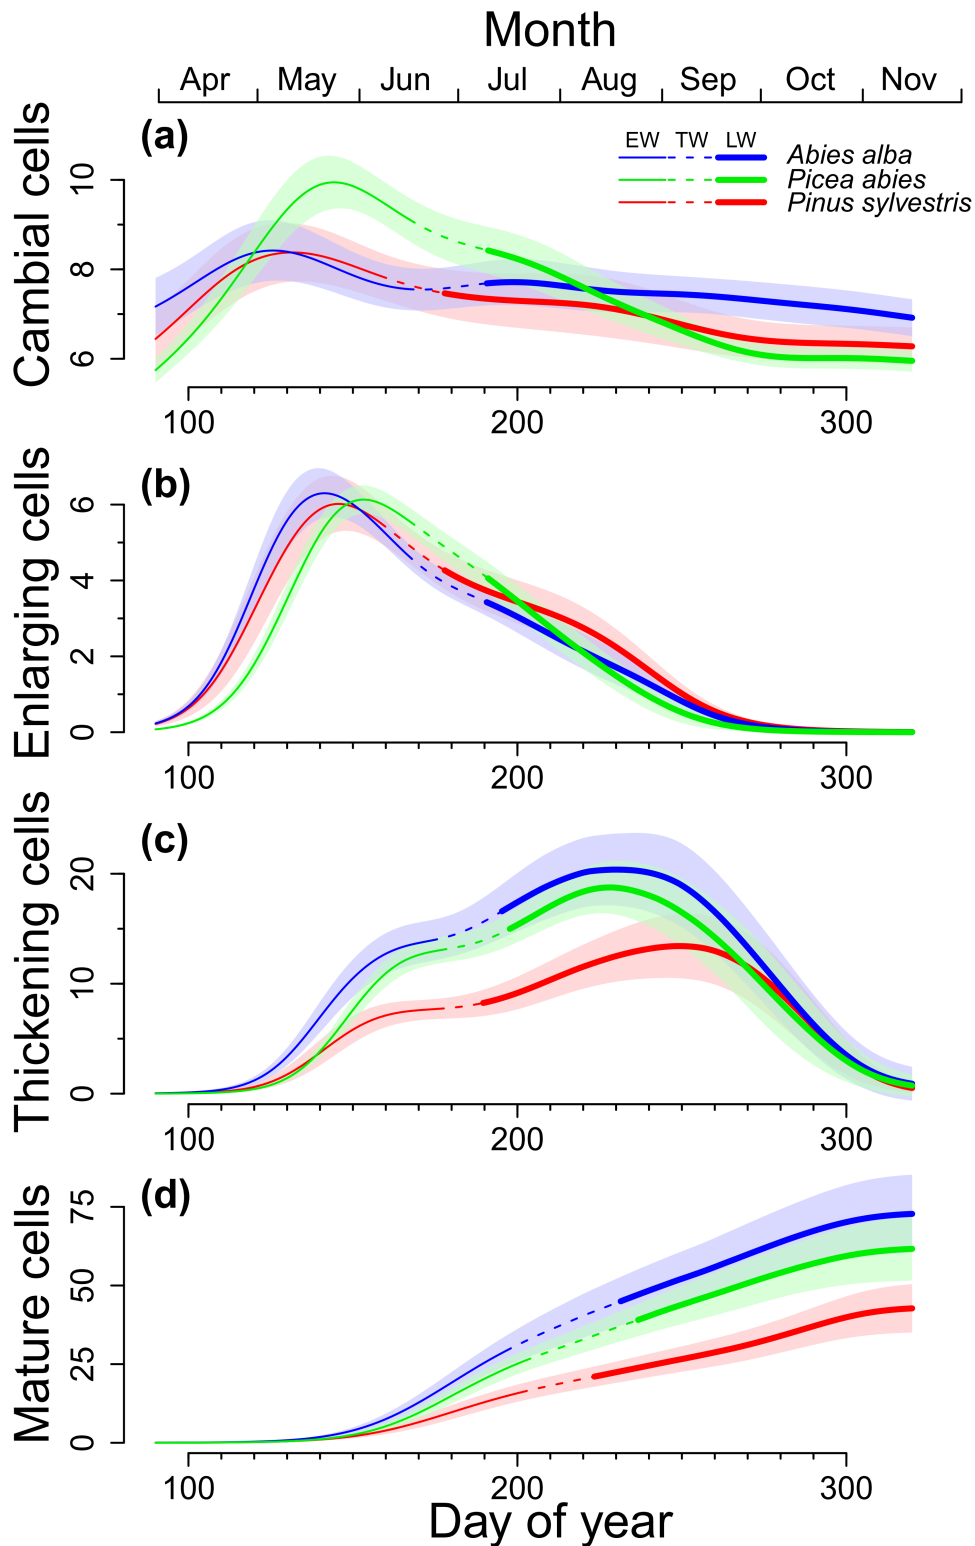 Month
Apr May Jun Jul Aug Sep Oct Nov
(a)
EW TW LW
Abies alba
Picea abies
Pinus sylvestris
Cambial cells
10
8
6
100 200 300
(b)
Enlarging cells
6
4
2
0
100 200 300
(c)
Thickening cells
20
10
0
100 200 300
(d)
Mature cells
75
50
25
0
100 200 300
Day of year